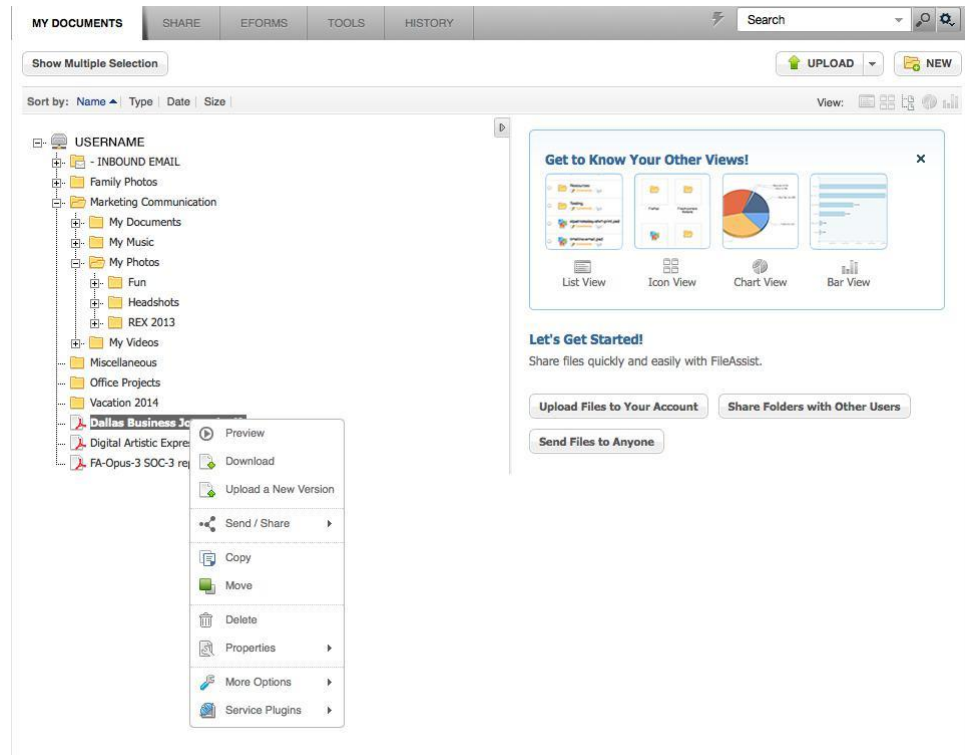 MY DOCUMENTS SHARE EFORMS TOOLS HISTORY Search
Show Multiple Selection UPLOAD NEW
Sort by: Name Type Date Size View:
USERNAME
- INBOUND EMAIL
Family Photos
Marketing Communication
My Documents
My Music
My Photos
Fun
Headshots
REX 2013
My Videos
Miscellaneous
Office Projects
Vacation 2014
Dallas Business
Digital Artistic
FA-Opus-3 SOC-3
Preview
Download
Upload a New Version
Send / Share
Copy
Move
Delete
Properties
More Options
Service Plugins
Get to Know Your Other Views!
List View Icon View Chart View Bar View
Let's Get Started!
Share files quickly and easily with FileAssist.
Upload Files to Your Account Share Folders with Other Users
Send Files to Anyone